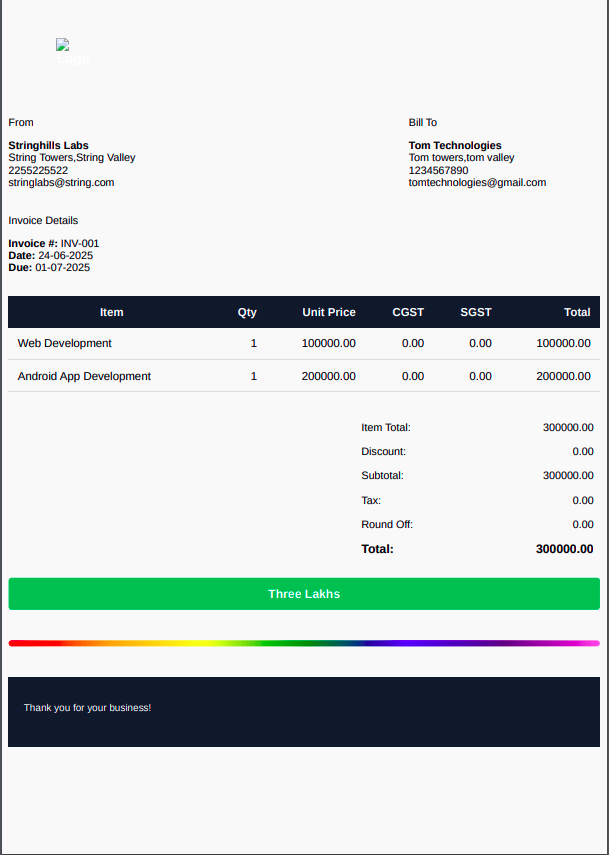 Logo
From
Stringhills Labs
String Towers,String Valley
2255225522
stringlabs@string.com
Bill To
Tom Technologies
Tom towers,tom valley
1234567890
tomtechnologies@gmail.com
Invoice Details
Invoice #: INV-001
Date: 24-06-2025
Due: 01-07-2025
Item Qty Unit Price CGST SGST Total
Web Development 1 100000.00 0.00 0.00 100000.00
Android App Development 1 200000.00 0.00 0.00 200000.00
Item Total: 300000.00
Discount: 0.00
Subtotal: 300000.00
Tax: 0.00
Round Off: 0.00
Total: 300000.00
Three Lakhs
Thank you for your business!